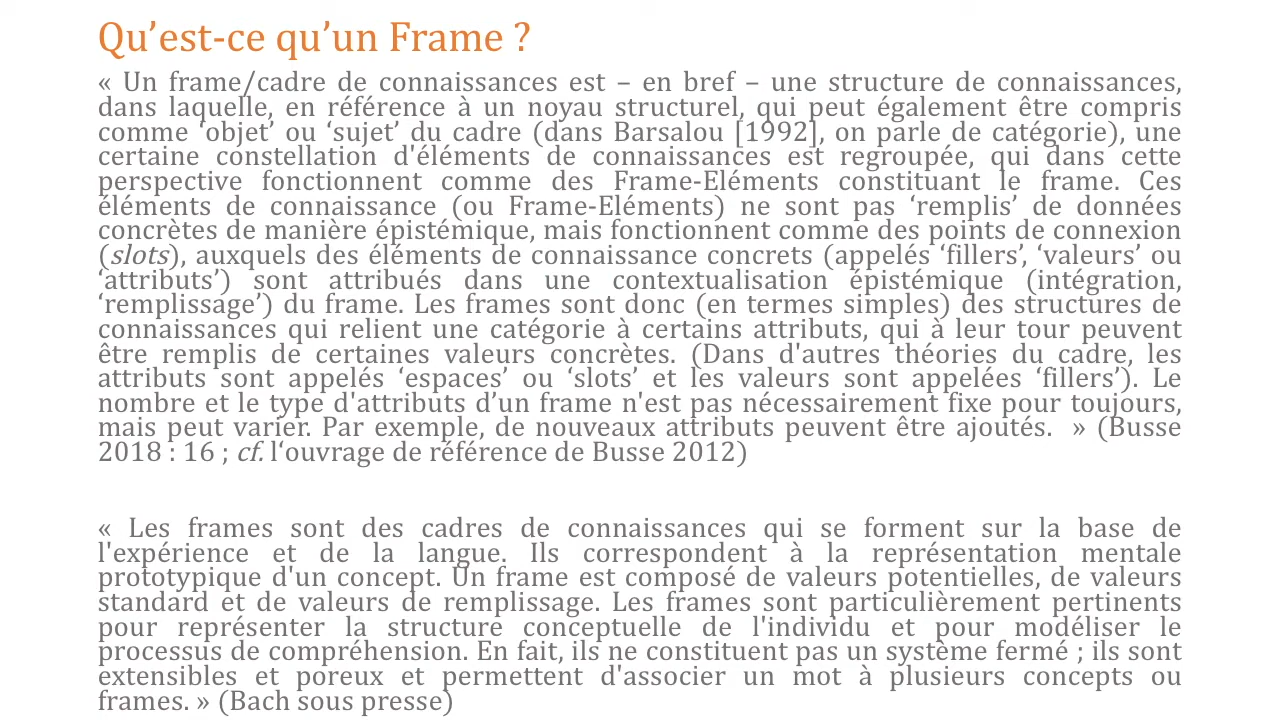 Qu’est-ce qu’un Frame ?
« Un frame/cadre de connaissances est – en bref – une structure de connaissances,
dans laquelle, en référence à un noyau structurel, qui peut également être compris
comme ‘objet’ ou ‘sujet’ du cadre (dans Barsalou [1992], on parle de catégorie), une
certaine constellation d'éléments de connaissances est regroupée, qui dans cette
perspective fonctionnent comme des Frame-Eléments constituant le frame. Ces
éléments de connaissance (ou Frame-Eléments) ne sont pas ‘remplis’ de données
concrètes de manière épistémique, mais fonctionnent comme des points de connexion
(slots), auxquels des éléments de connaissance concrets (appelés ‘fillers’, ‘valeurs’ ou
‘attributs’) sont attribués dans une contextualisation épistémique (intégration,
‘remplissage’) du frame. Les frames sont donc (en termes simples) des structures de
connaissances qui relient une catégorie à certains attributs, qui à leur tour peuvent
être remplis de certaines valeurs concrètes. (Dans d'autres théories du cadre, les
attributs sont appelés ‘espaces’ ou ‘slots’ et les valeurs sont appelées ‘fillers’). Le
nombre et le type d'attributs d’un frame n'est pas nécessairement fixe pour toujours,
mais peut varier. Par exemple, de nouveaux attributs peuvent être ajoutés.  » (Busse
2018 : 16 ; cf. l‘ouvrage de référence de Busse 2012)
« Les frames sont des cadres de connaissances qui se forment sur la base de
l'expérience et de la langue. Ils correspondent à la représentation mentale
prototypique d'un concept. Un frame est composé de valeurs potentielles, de valeurs
standard et de valeurs de remplissage. Les frames sont particulièrement pertinents
pour représenter la structure conceptuelle de l'individu et pour modéliser le
processus de compréhension. En fait, ils ne constituent pas un système fermé ; ils sont
extensibles et poreux et permettent d'associer un mot à plusieurs concepts ou
frames. » (Bach sous presse)